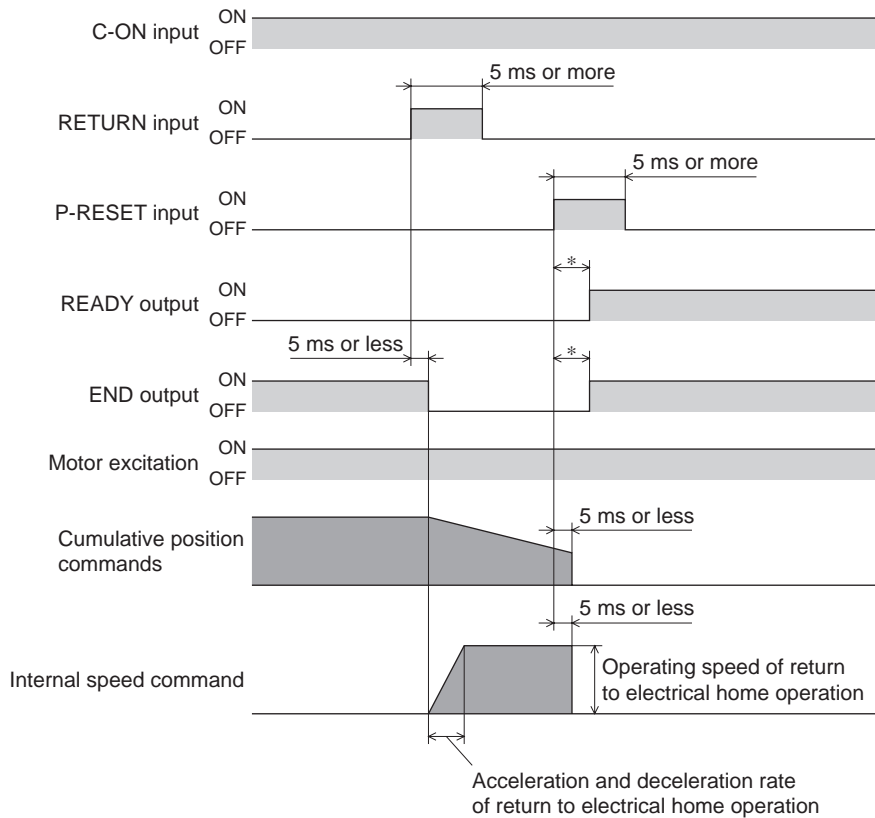 C-ON input
ON
OFF
5 ms or more
RETURN input
ON
OFF
5 ms or more
P-RESET input
ON
OFF
*
READY output
ON
OFF
5 ms or less
*
END output
ON
OFF
Motor excitation
ON
OFF
5 ms or less
Cumulative position
commands
5 ms or less
Internal speed command
Operating speed of return
to electrical home operation
Acceleration and deceleration rate
of return to electrical home operation